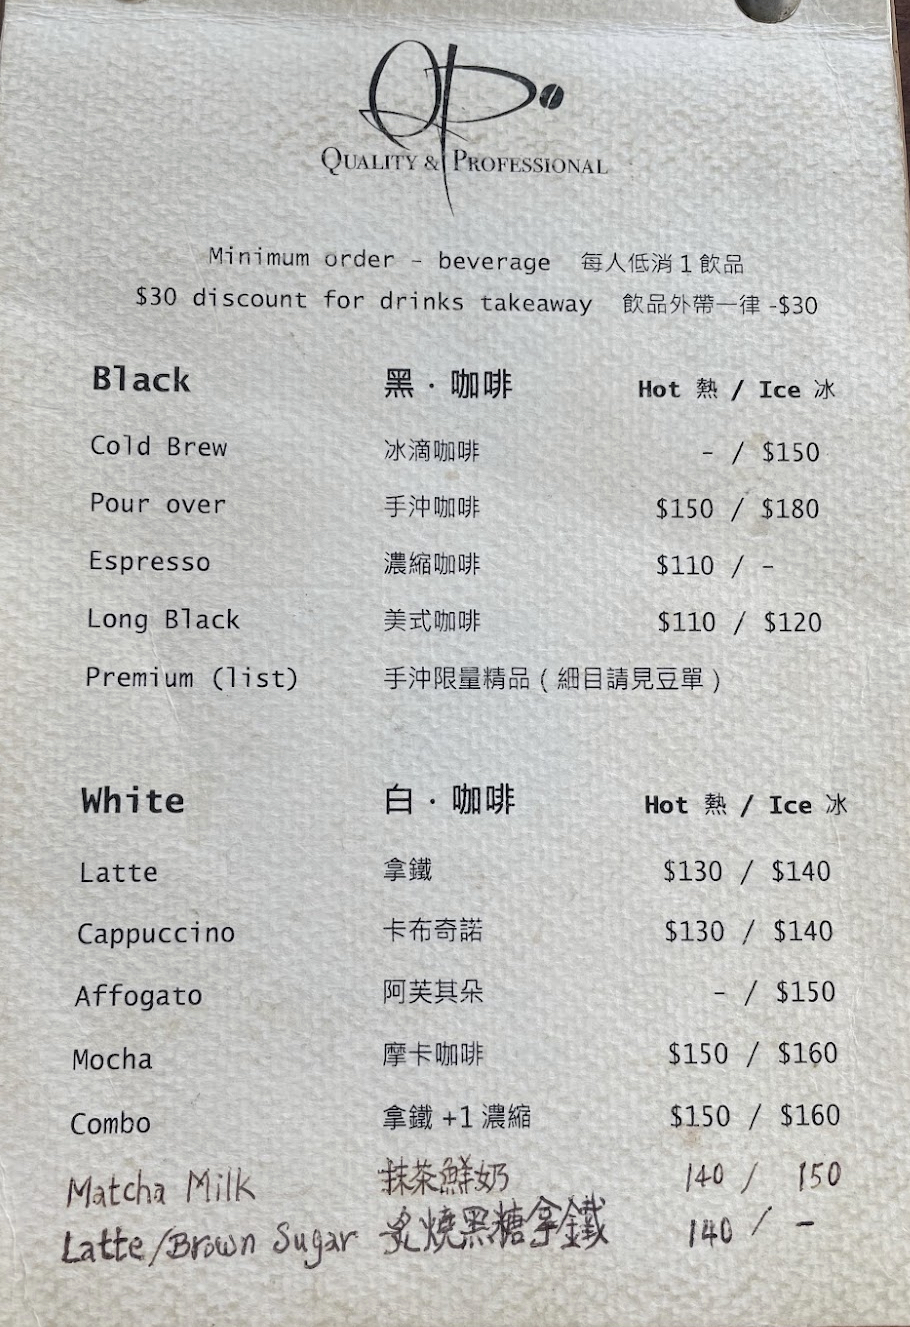 QP
QUALITY & PROFESSIONAL
Minimum order - beverage 每人低消1飲品
$30 discount for drinks takeaway 飲品外帶一律 -$30
Black 黑・咖啡 Hot 熱 / Ice 冰
Cold Brew 冰滴咖啡 - / $150
Pour over 手沖咖啡 $150 / $180
Espresso 濃縮咖啡 $110 / -
Long Black 美式咖啡 $110 / $120
Premium (list) 手沖限量精品 ( 細目請見豆單 )
White 白・咖啡 Hot 熱 / Ice 冰
Latte 拿鐵 $130 / $140
Cappuccino 卡布奇諾 $130 / $140
Affogato 阿芙其朵 - / $150
Mocha 摩卡咖啡 $150 / $160
Combo 拿鐵 +1 濃縮 $150 / $160
Matcha Milk 抹茶鮮奶 140 / 150
Latte/Brown Sugar 炙燒黑糖拿鐵 140 / -